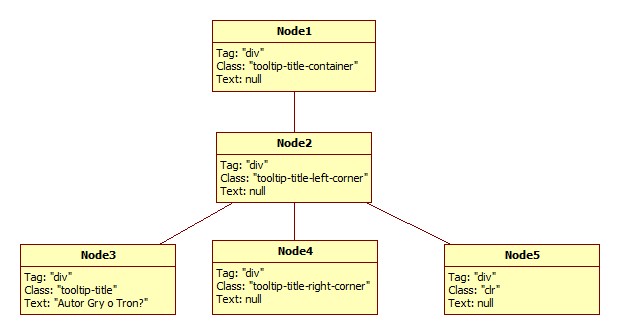 Node1
Tag: "div"
Class: "tooltip-title-container"
Text: null
Node2
Tag: "div"
Class: "tooltip-title-left-corner"
Text: null
Node3
Tag: "div"
Class: "tooltip-title"
Text: "Autor Gry o Tron?"
Node4
Tag: "div"
Class: "tooltip-title-right-corner"
Text: null
Node5
Tag: "div"
Class: "clr"
Text: null